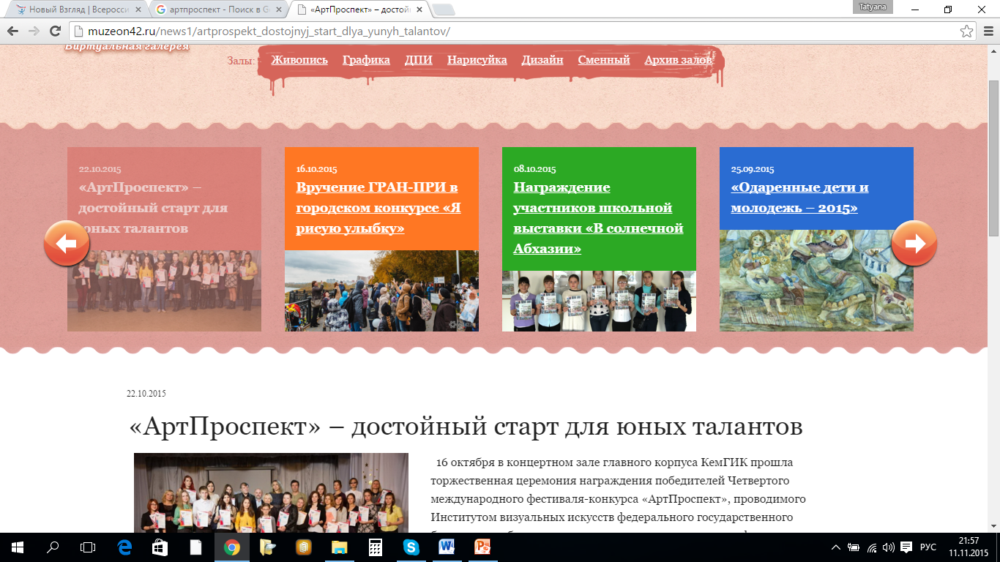 Новый Взгляд | Всеросси
артпроспект - Поиск в G
«АртПроспект» – достой
Tatyana
muzeon42.ru/news1/artprospekt_dostojnyj_start_dlya_yunyh_talantov/
Виртуальная галерея
Залы: Живопись Графика ДПИ Нарисуйка Дизайн Сменный Архив залов
22.10.2015
«АртПроспект» –
достойный старт для
юных талантов
16.10.2015
Вручение ГРАН-ПРИ в
городском конкурсе «Я
рисую улыбку»
08.10.2015
Награждение
участников школьной
выставки «В солнечной
Абхазии»
25.09.2015
«Одаренные дети и
молодежь – 2015»
22.10.2015
«АртПроспект» – достойный старт для юных талантов
16 октября в концертном зале главного корпуса КемГИК прошла
торжественная церемония награждения победителей Четвертого
международного фестиваля-конкурса «АртПроспект», проводимого
Институтом визуальных искусств федерального государственного
РУС
21:57
11.11.2015